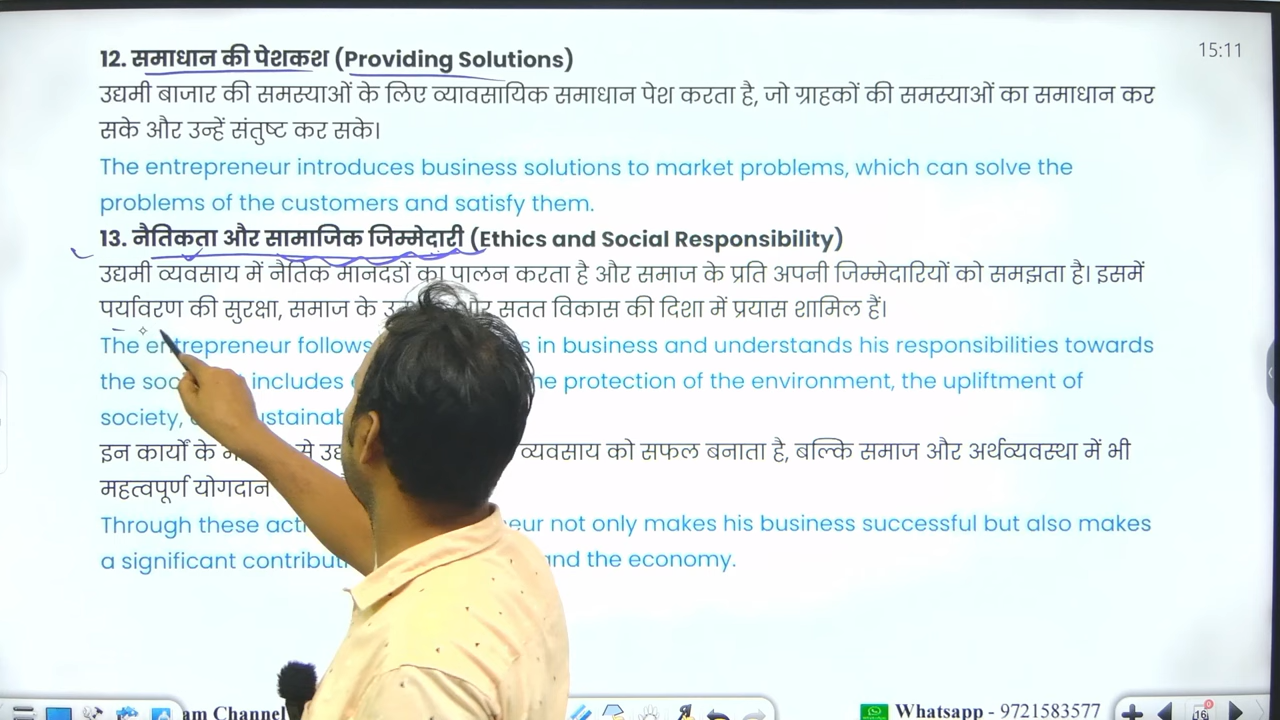 15:11
12. समाधान की पेशकश (Providing Solutions)
उद्यमी बाजार की समस्याओं के लिए व्यावसायिक समाधान पेश करता है, जो ग्राहकों की समस्याओं का समाधान कर
सके और उन्हें संतुष्ट कर सके।
The entrepreneur introduces business solutions to market problems, which can solve the
problems of the customers and satisfy them.
13. नैतिकता और सामाजिक जिम्मेदारी (Ethics and Social Responsibility)
उद्यमी व्यवसाय में नैतिक मानदंडों का पालन करता है और समाज के प्रति अपनी जिम्मेदारियों को समझता है। इसमें
पर्यावरण की सुरक्षा, समाज के और सतत विकास की दिशा में प्रयास शामिल हैं।
The entrepreneur follows in business and understands his responsibilities towards
the includes protection of the environment, the upliftment of
society,
इन कार्यों के से व्यवसाय को सफल बनाता है, बल्कि समाज और अर्थव्यवस्था में भी
महत्वपूर्ण योगदान
Through these not only makes his business successful but also makes
a significant and the economy.
am Channel
Whatsapp - 9721583577
16